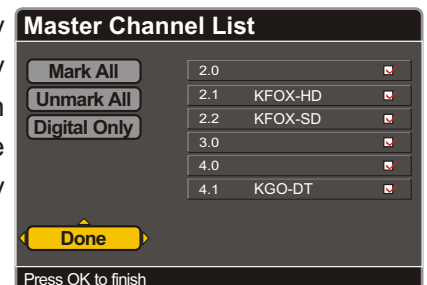 Master Channel List
Mark All
Unmark All
Digital Only
2.0
2.1 KFOX-HD
2.2 KFOX-SD
3.0
4.0
4.1 KGO-DT
Done
Press OK to finish